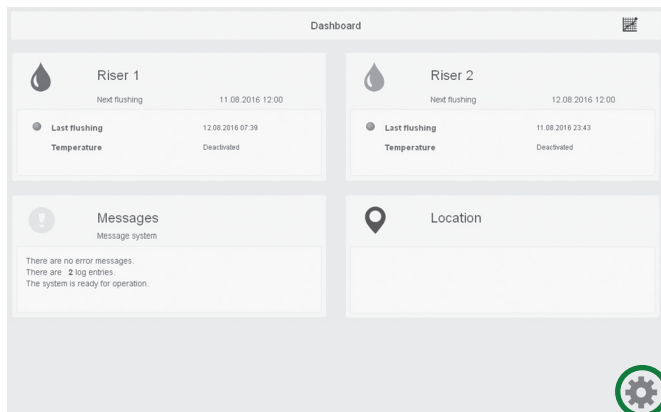 Dashboard
Riser 1
Next flushing 11.08.2016 12:00
Last flushing 12.08.2016 07:39
Temperature Deactivated
Riser 2
Next flushing 12.08.2016 12:00
Last flushing 11.08.2016 23:43
Temperature Deactivated
Messages
Message system
There are no error messages.
There are 2 log entries.
The system is ready for operation.
Location